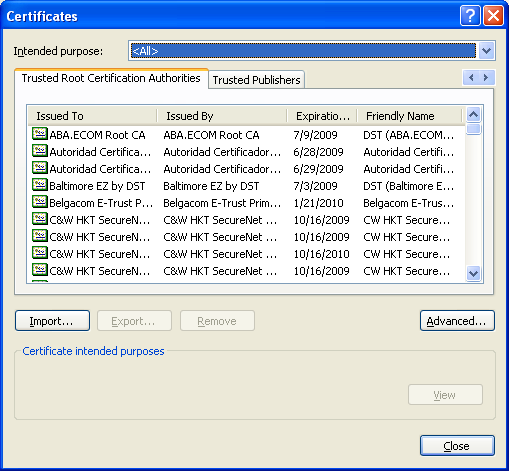 Certificates
Intended purpose: <All>
Trusted Root Certification Authorities Trusted Publishers
Issued To Issued By Expiratio... Friendly Name
ABA.ECOM Root CA ABA.ECOM Root CA 7/9/2009 DST (ABA.ECOM...
Autoridad Certifica... Autoridad Certificador... 6/28/2009 Autoridad Certifi...
Autoridad Certifica... Autoridad Certificador... 6/29/2009 Autoridad Certifi...
Baltimore EZ by DST Baltimore EZ by DST 7/3/2009 DST (Baltimore E...
Belgacom E-Trust P... Belgacom E-Trust Prim... 1/21/2010 Belgacom E-Trus...
C&W HKT SecureNe... C&W HKT SecureNet ... 10/16/2009 CW HKT Secure...
C&W HKT SecureNe... C&W HKT SecureNet ... 10/16/2009 CW HKT Secure...
C&W HKT SecureNe... C&W HKT SecureNet ... 10/16/2010 CW HKT Secure...
C&W HKT SecureNe... C&W HKT SecureNet ... 10/16/2009 CW HKT Secure...
Import... Export... Remove Advanced...
Certificate intended purposes
View
Close